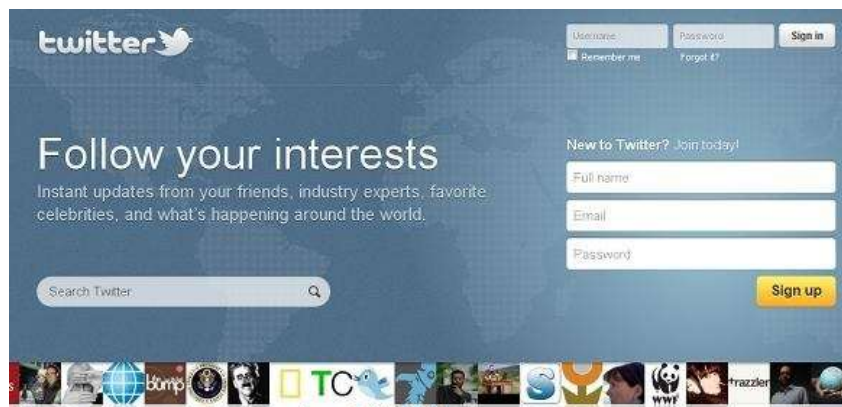 twitter
Username Password Sign in
Remember me Forgot it?
Follow your interests
Instant updates from your friends, industry experts, favorite
celebrities, and what's happening around the world.
New to Twitter? Join today!
Full name
Email
Password
Search Twitter
Sign up
s bump TC S WWF trazzler